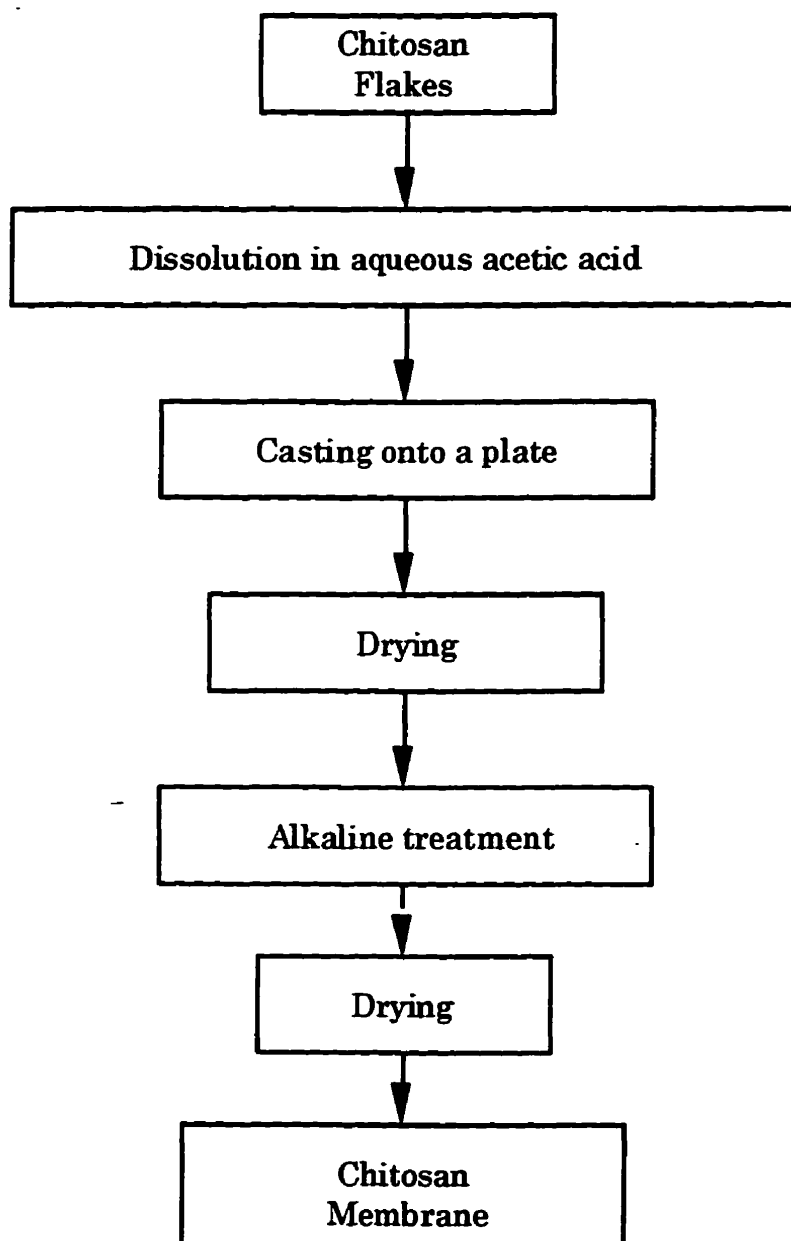 Chitosan
Flakes
Dissolution in aqueous acetic acid
Casting onto a plate
Drying
Alkaline treatment
Drying
Chitosan
Membrane